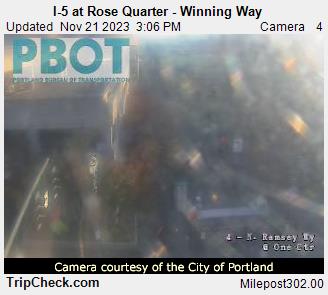 I-5 at Rose Quarter - Winning Way
Updated Nov 21 2023 3:06 PM Camera 4
PBOT
PORTLAND BUREAU OF TRANSPORTATION
4 - N. Ramsey Wy
@ One Ctr
Camera courtesy of the City of Portland
TripCheck.com Milepost302.00